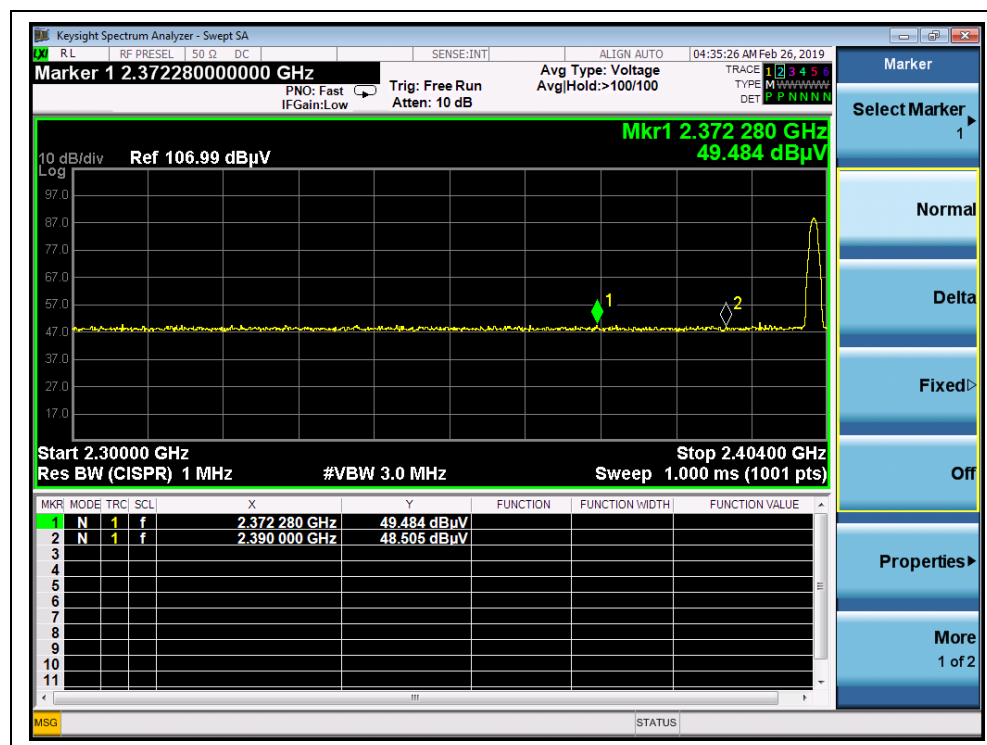 Keysight Spectrum Analyzer - Swept SA
LXI RL RF PRESEL 50 Ω DC SENSE:INT ALIGN AUTO 04:35:26 AM Feb 26, 2019
Marker 1 2.372280000000 GHz
PNO: Fast
IFGain:Low
Trig: Free Run
Atten: 10 dB
Avg Type: Voltage
Avg|Hold:>100/100
TRACE 1 2 3 4 5 6
TYPE M WWWWW
DET P P N N N N
Mkr1 2.372 280 GHz
49.484 dBµV
10 dB/div Ref 106.99 dBµV
Log
97.0
87.0
77.0
67.0
57.0
47.0
37.0
27.0
17.0
1
2
Start 2.30000 GHz Stop 2.40400 GHz
Res BW (CISPR) 1 MHz #VBW 3.0 MHz Sweep 1.000 ms (1001 pts)
MKR MODE TRC SCL X Y FUNCTION FUNCTION WIDTH FUNCTION VALUE
1 N 1 f 2.372 280 GHz 49.484 dBµV
2 N 1 f 2.390 000 GHz 48.505 dBµV
3
4
5
6
7
8
9
10
11
MSG STATUS
Marker
Select Marker
1
Normal
Delta
Fixed
Off
Properties
More
1 of 2